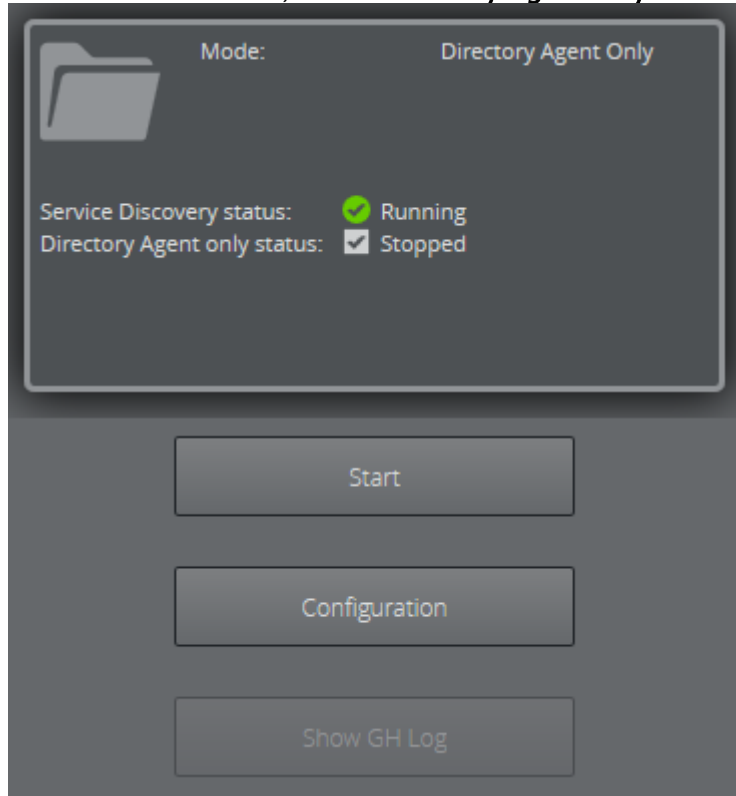 Mode: Directory Agent Only
Service Discovery status: Running
Directory Agent only status: Stopped
Start
Configuration
Show GH Log